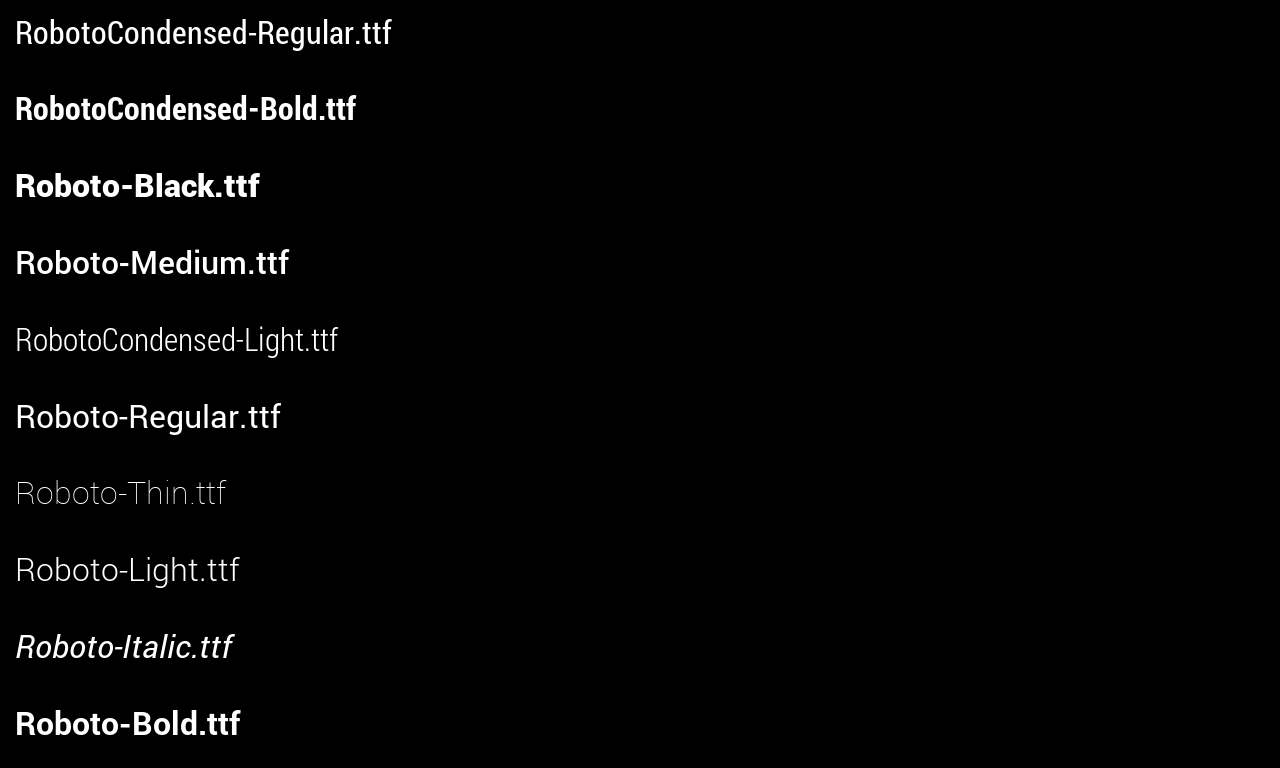 RobotoCondensed-Regular.ttf
RobotoCondensed-Bold.ttf
Roboto-Black.ttf
Roboto-Medium.ttf
RobotoCondensed-Light.ttf
Roboto-Regular.ttf
Roboto-Thin.ttf
Roboto-Light.ttf
Roboto-Italic.ttf
Roboto-Bold.ttf